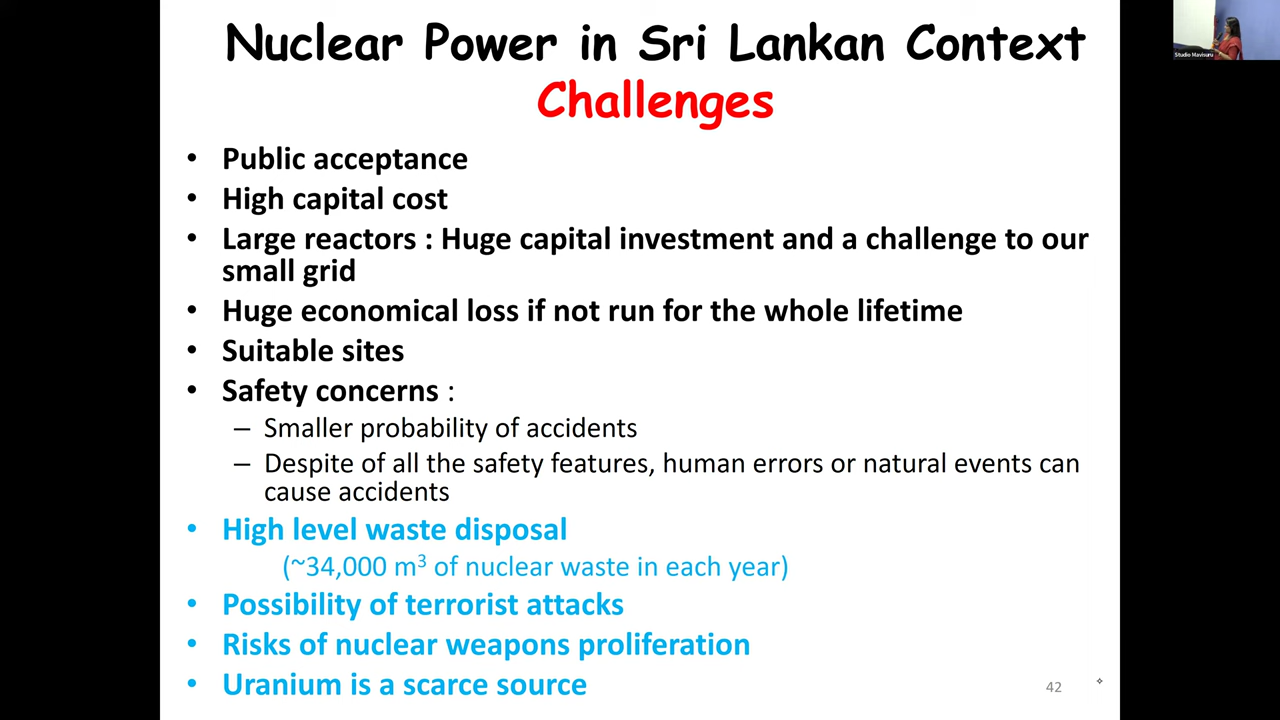 Nuclear Power in Sri Lankan Context
Challenges
• Public acceptance
• High capital cost
• Large reactors : Huge capital investment and a challenge to our
small grid
• Huge economical loss if not run for the whole lifetime
• Suitable sites
• Safety concerns :
– Smaller probability of accidents
– Despite of all the safety features, human errors or natural events can
cause accidents
• High level waste disposal
(~34,000 m³ of nuclear waste in each year)
• Possibility of terrorist attacks
• Risks of nuclear weapons proliferation
• Uranium is a scarce source
42
Studio Mavisuru